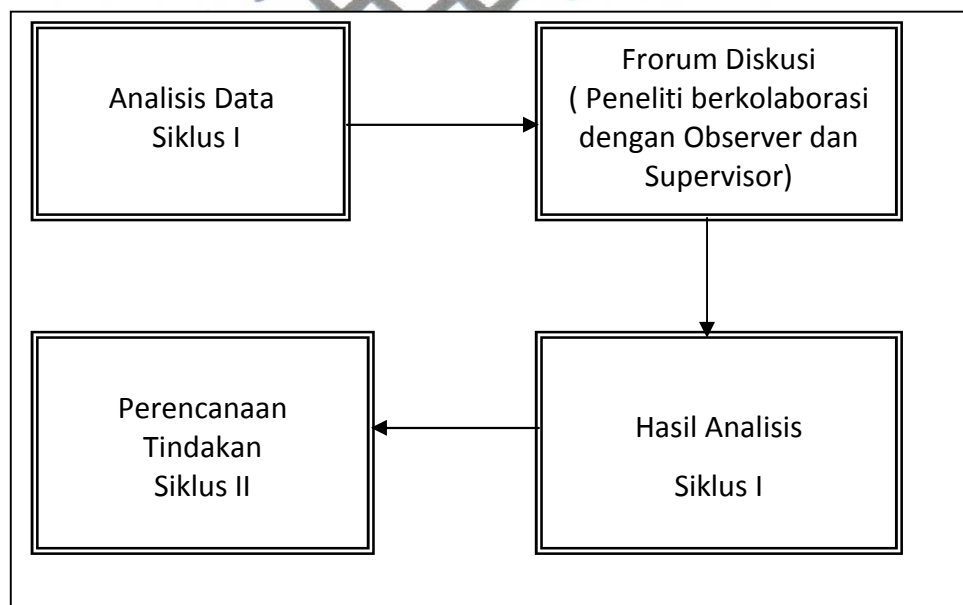 Analisis Data
Siklus I
Frorum Diskusi
( Peneliti berkolaborasi
dengan Observer dan
Supervisor)
Perencanaan
Tindakan
Siklus II
Hasil Analisis
Siklus I